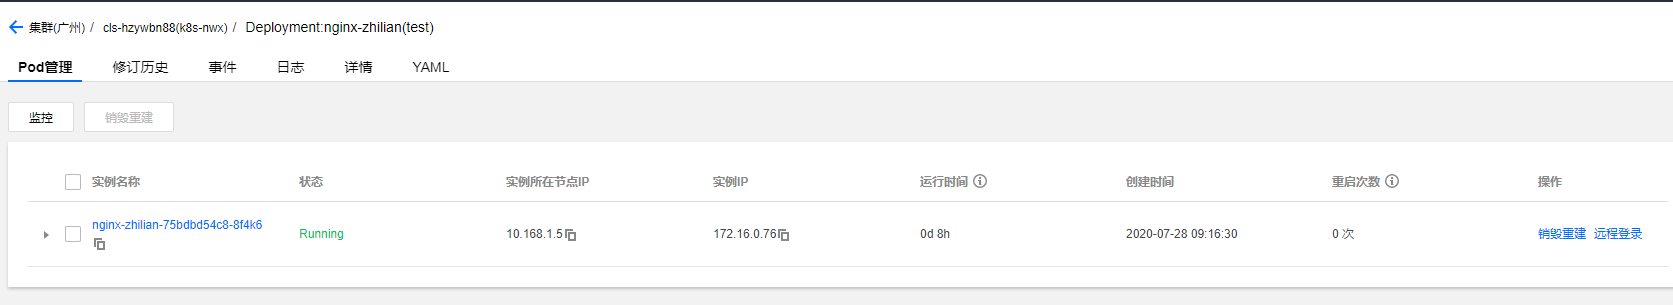 集群(广州) / cls-hzywbn88(k8s-nwx) / Deployment:nginx-zhilian(test)
Pod管理 修订历史 事件 日志 详情 YAML
监控 销毁重建
实例名称 状态 实例所在节点IP 实例IP 运行时间 创建时间 重启次数 操作
nginx-zhilian-75bdbd54c8-8f4k6 Running 10.168.1.5 172.16.0.76 0d 8h 2020-07-28 09:16:30 0 次 销毁重建 远程登录